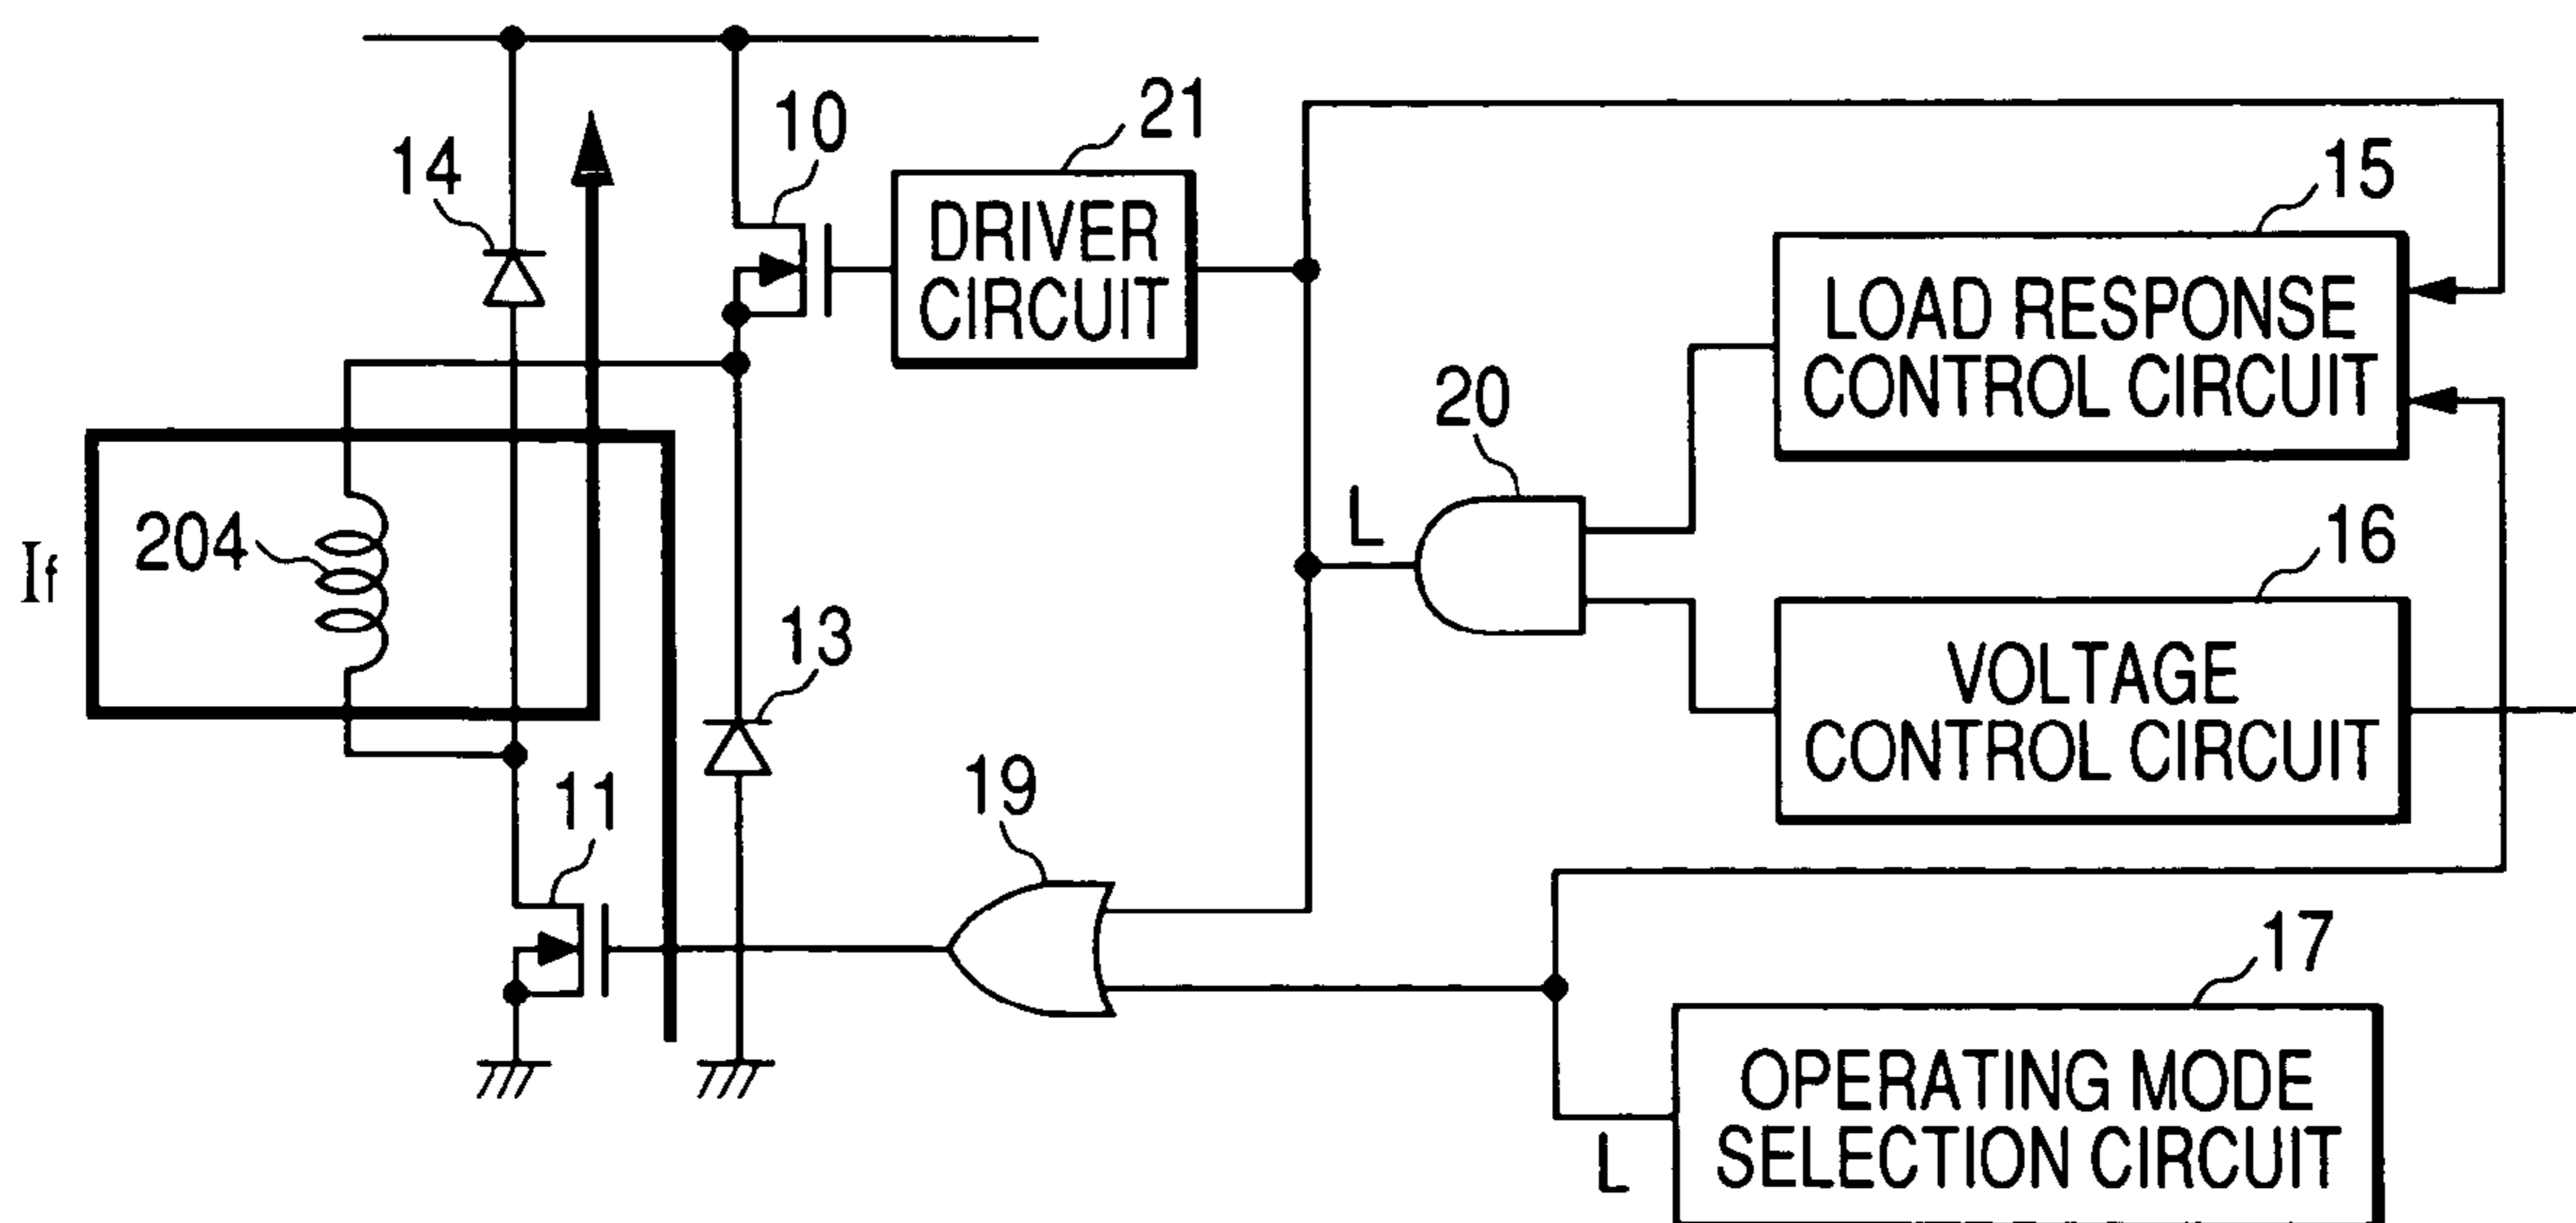 10
21
14
15
DRIVER
CIRCUIT
LOAD RESPONSE
CONTROL CIRCUIT
20
L
204
If
16
13
VOLTAGE
CONTROL CIRCUIT
11
19
17
OPERATING MODE
SELECTION CIRCUIT
L